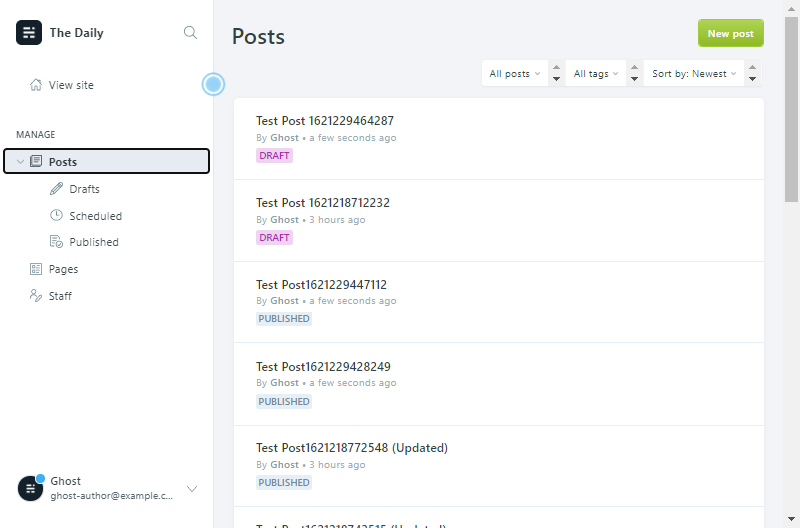 The Daily
View site
MANAGE
Posts
Drafts
Scheduled
Published
Pages
Staff
Ghost
ghost-author@example.c...
Posts
New post
All posts
All tags
Sort by: Newest
Test Post 1621229464287
By Ghost • a few seconds ago
DRAFT
Test Post 1621218712232
By Ghost • 3 hours ago
DRAFT
Test Post1621229447112
By Ghost • a few seconds ago
PUBLISHED
Test Post1621229428249
By Ghost • a few seconds ago
PUBLISHED
Test Post1621218772548 (Updated)
By Ghost • 3 hours ago
PUBLISHED